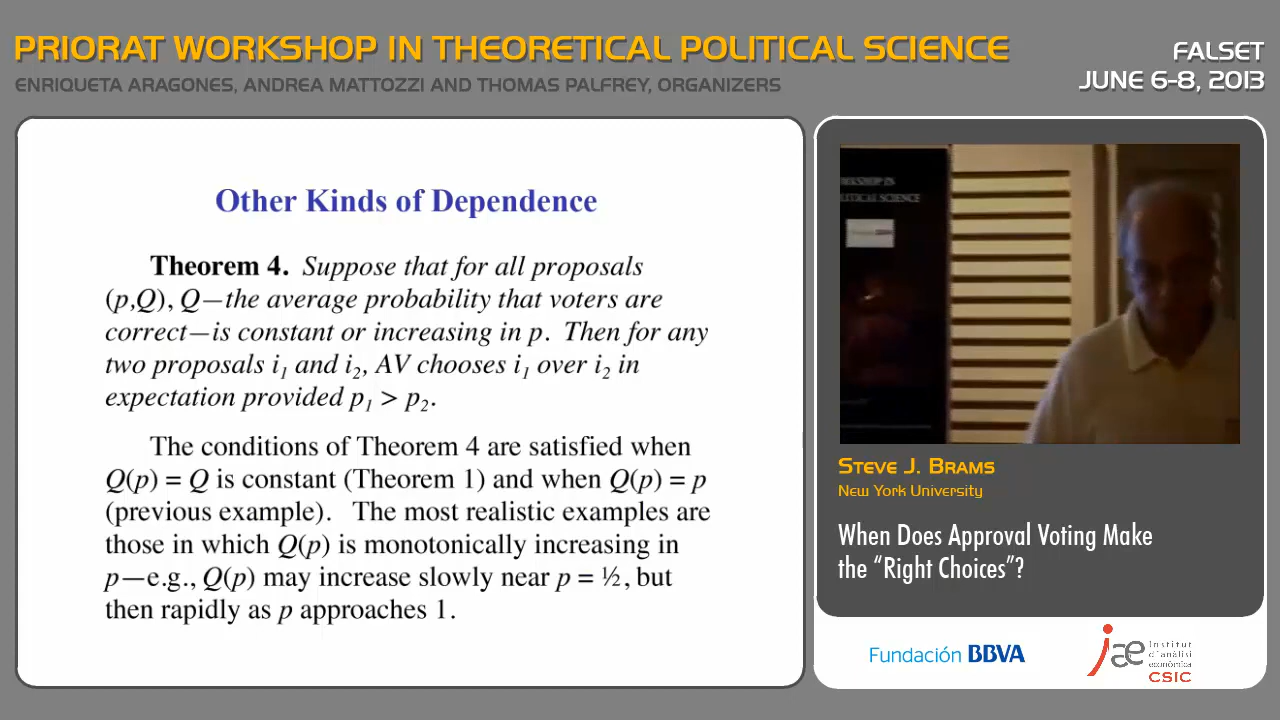 PRIORAT WORKSHOP IN THEORETICAL POLITICAL SCIENCE
ENRIQUETA ARAGONES, ANDREA MATTOZZI AND THOMAS PALFREY, ORGANIZERS
FALSET
JUNE 6-8, 2013
Other Kinds of Dependence
Theorem 4. Suppose that for all proposals
(p,Q), Q—the average probability that voters are
correct—is constant or increasing in p. Then for any
two proposals i₁ and i₂, AV chooses i₁ over i₂ in
expectation provided p₁ > p₂.
The conditions of Theorem 4 are satisfied when
Q(p) = Q is constant (Theorem 1) and when Q(p) = p
(previous example). The most realistic examples are
those in which Q(p) is monotonically increasing in
p—e.g., Q(p) may increase slowly near p = ½, but
then rapidly as p approaches 1.
STEVE J. BRAMS
New York University
When Does Approval Voting Make
the “Right Choices”?
Fundación BBVA
iae
Institut
d'anàlisi
econòmica
CSIC